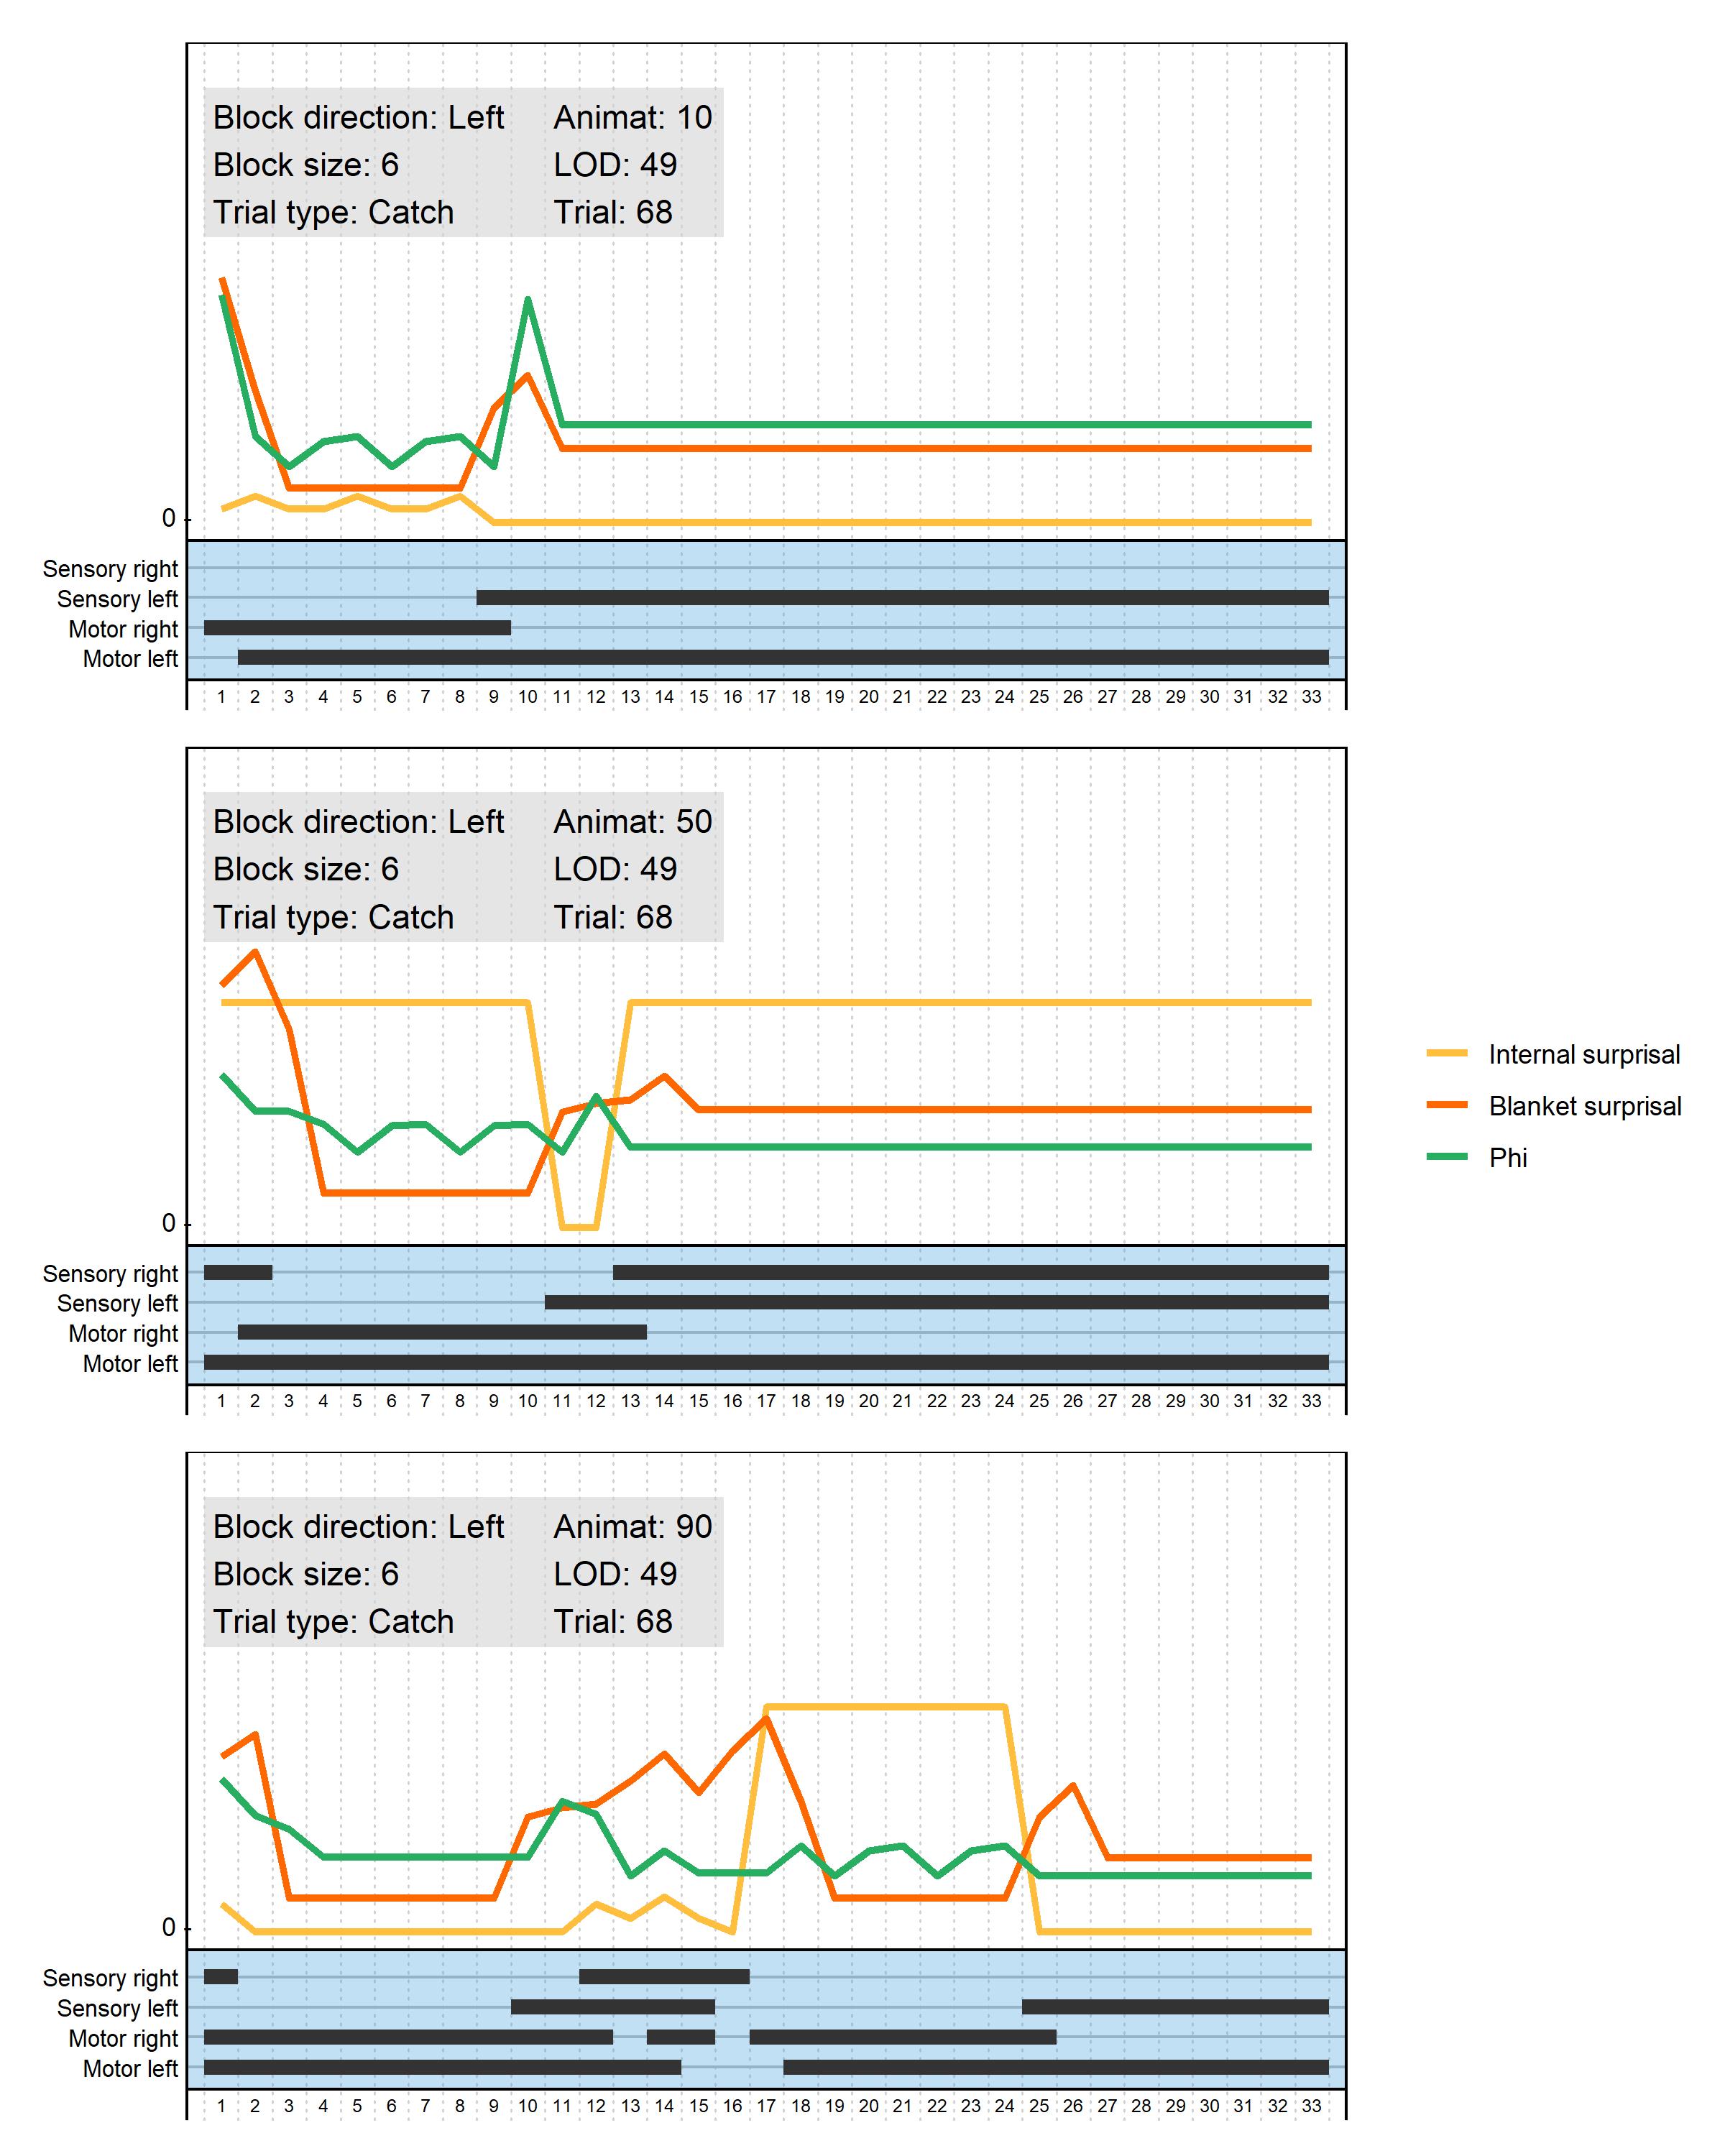 Block direction: Left Animat: 10
Block size: 6 LOD: 49
Trial type: Catch Trial: 68
0
Sensory right
Sensory left
Motor right
Motor left
1 2 3 4 5 6 7 8 9 10 11 12 13 14 15 16 17 18 19 20 21 22 23 24 25 26 27 28 29 30 31 32 33
Block direction: Left Animat: 50
Block size: 6 LOD: 49
Trial type: Catch Trial: 68
0
Sensory right
Sensory left
Motor right
Motor left
1 2 3 4 5 6 7 8 9 10 11 12 13 14 15 16 17 18 19 20 21 22 23 24 25 26 27 28 29 30 31 32 33
Internal surprisal
Blanket surprisal
Phi
Block direction: Left Animat: 90
Block size: 6 LOD: 49
Trial type: Catch Trial: 68
0
Sensory right
Sensory left
Motor right
Motor left
1 2 3 4 5 6 7 8 9 10 11 12 13 14 15 16 17 18 19 20 21 22 23 24 25 26 27 28 29 30 31 32 33